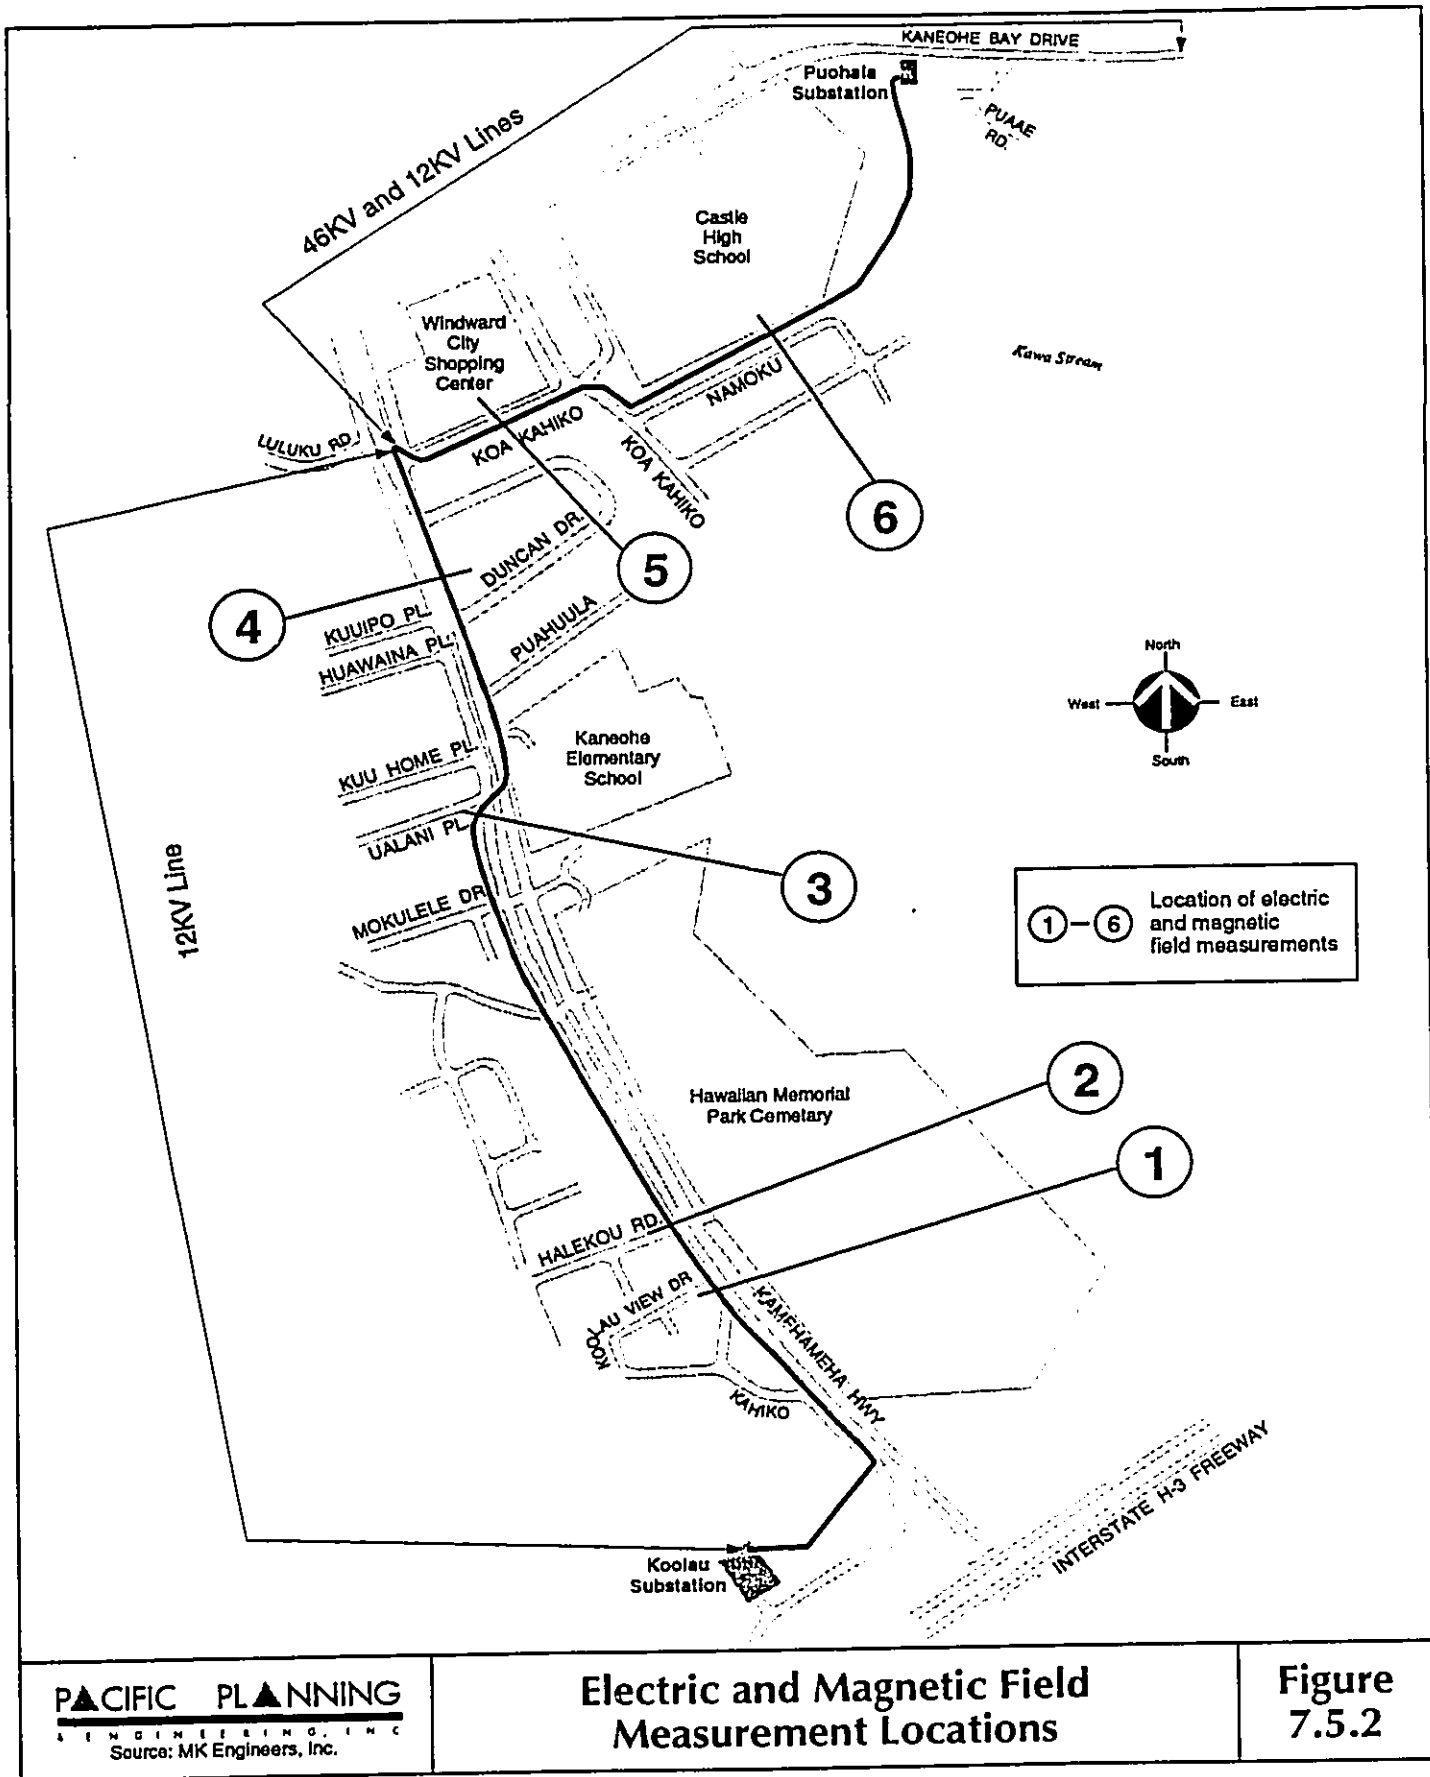 KANEOHE BAY DRIVE
Puohala
Substation
PUAAE
RD.
46KV and 12KV Lines
Castle
High
School
Windward
City
Shopping
Center
Kawa Stream
NAMOKU
LULUKU RD
KOA KAHIKO
KOA KAHIKO
6
DUNCAN DR.
5
4
KUUIPO PL.
PUAHUULA
HUAWAINA PL.
North
West
East
South
Kaneohe
Elementary
School
KUU HOME PL.
UALANI PL.
3
12KV Line
MOKULELE DR.
1 – 6
Location of electric
and magnetic
field measurements
2
Hawaiian Memorial
Park Cemetary
1
HALEKOU RD.
KOOLAU VIEW DR
KAMEHAMEHA HWY
KAHIKO
INTERSTATE H-3 FREEWAY
Koolau
Substation
PACIFIC PLANNING
& ENGINEERING, INC
Source: MK Engineers, Inc.
Electric and Magnetic Field
Measurement Locations
Figure
7.5.2